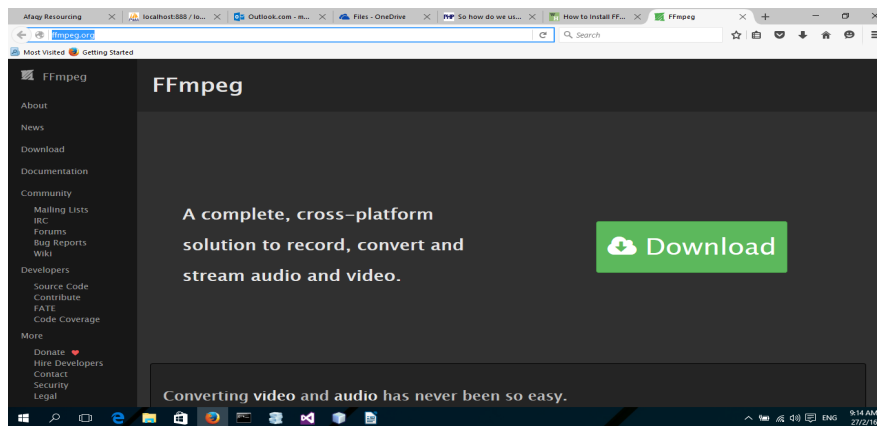 Afaqy Resourcing
localhost:888 / lo...
Outlook.com - m...
Files - OneDrive
So how do we us...
How to Install FF...
FFmpeg
ffmpeg.org
Search
Most Visited
Getting Started
FFmpeg
About
News
Download
Documentation
Community
Mailing Lists
IRC
Forums
Bug Reports
Wiki
Developers
Source Code
Contribute
FATE
Code Coverage
More
Donate
Hire Developers
Contact
Security
Legal
FFmpeg
A complete, cross-platform
solution to record, convert and
stream audio and video.
Download
Converting video and audio has never been so easy.
ENG
9:14 AM
27/2/16